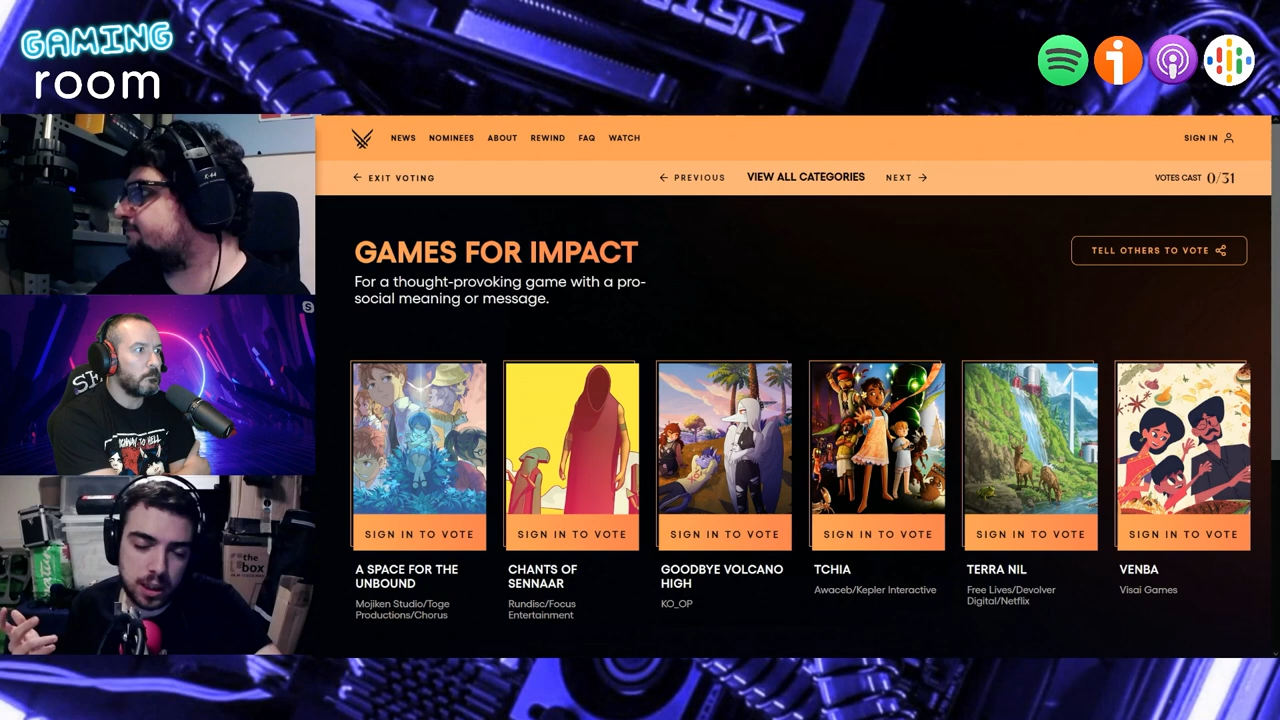 GAMING
room
NEWS NOMINEES ABOUT REWIND FAQ WATCH
SIGN IN
EXIT VOTING
PREVIOUS VIEW ALL CATEGORIES NEXT
VOTES CAST 0/31
GAMES FOR IMPACT
For a thought-provoking game with a pro-
social meaning or message.
TELL OTHERS TO VOTE
SIGN IN TO VOTE
A SPACE FOR THE
UNBOUND
Mojiken Studio/Toge
Productions/Chorus
SIGN IN TO VOTE
CHANTS OF
SENNAAR
Rundisc/Focus
Entertainment
SIGN IN TO VOTE
GOODBYE VOLCANO
HIGH
KO_OP
SIGN IN TO VOTE
TCHIA
Awaceb/Kepler Interactive
SIGN IN TO VOTE
TERRA NIL
Free Lives/Devolver
Digital/Netflix
SIGN IN TO VOTE
VENBA
Visai Games
K-44
the
box